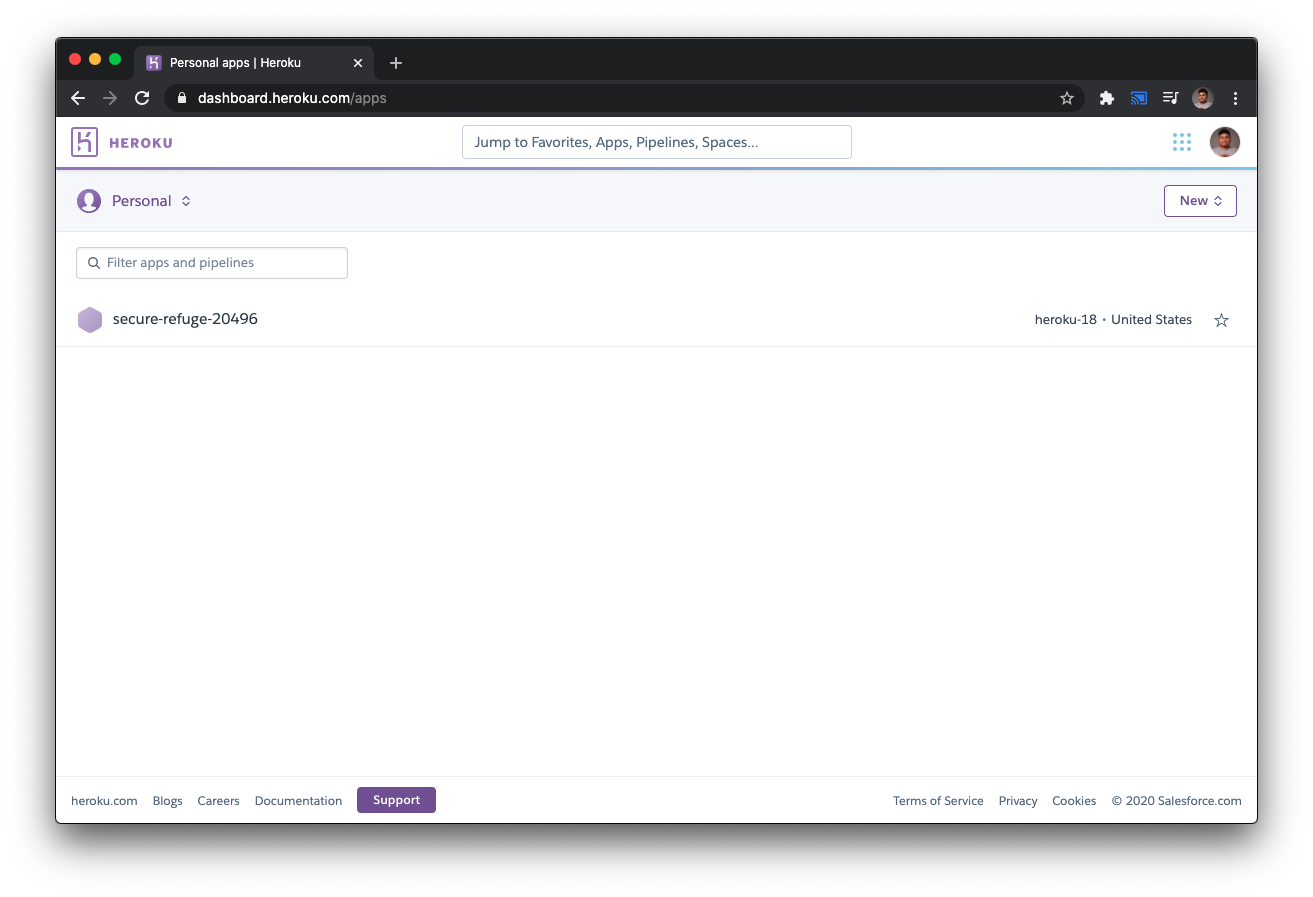 Personal apps | Heroku
dashboard.heroku.com/apps
HEROKU
Jump to Favorites, Apps, Pipelines, Spaces...
Personal
New
Filter apps and pipelines
secure-refuge-20496
heroku-18 • United States
heroku.com Blogs Careers Documentation Support Terms of Service Privacy Cookies © 2020 Salesforce.com